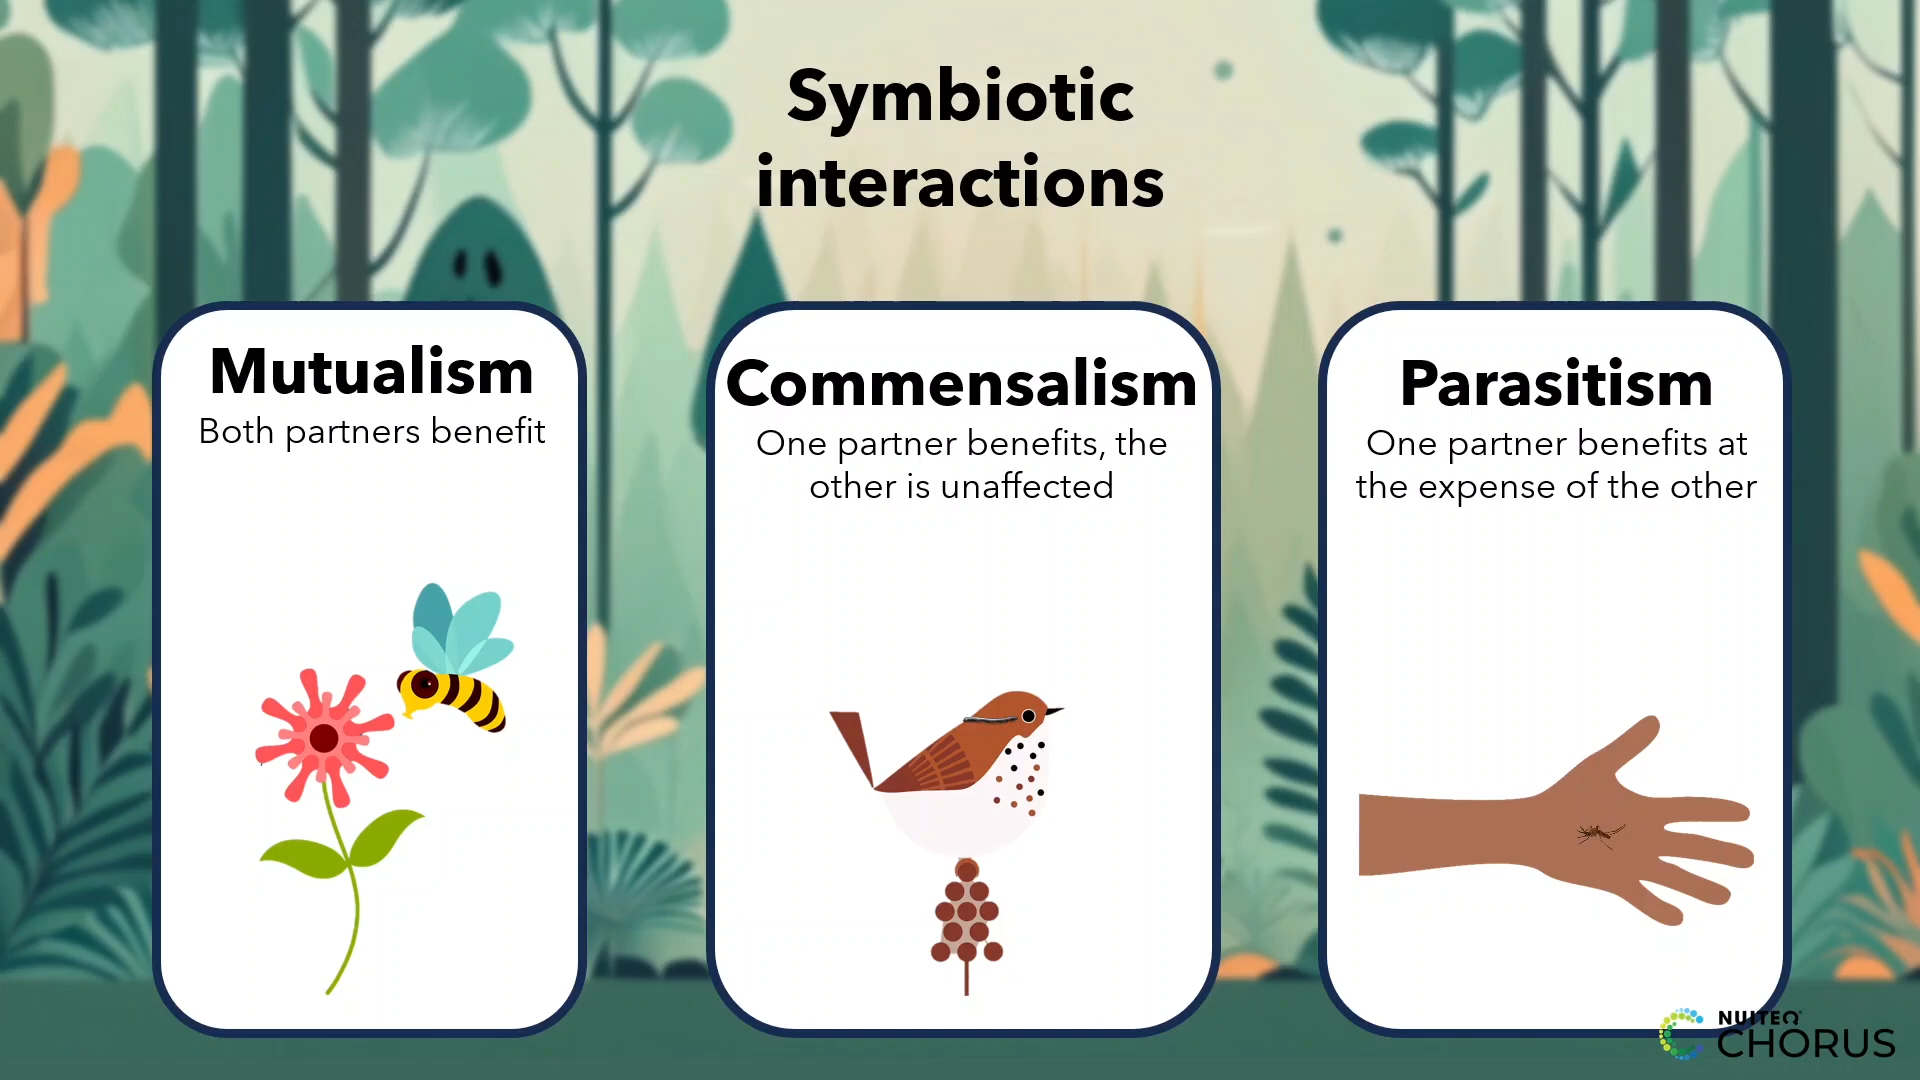 Symbiotic
interactions
Mutualism
Both partners benefit
Commensalism
One partner benefits, the
other is unaffected
Parasitism
One partner benefits at
the expense of the other
NUITEQ
CHORUS